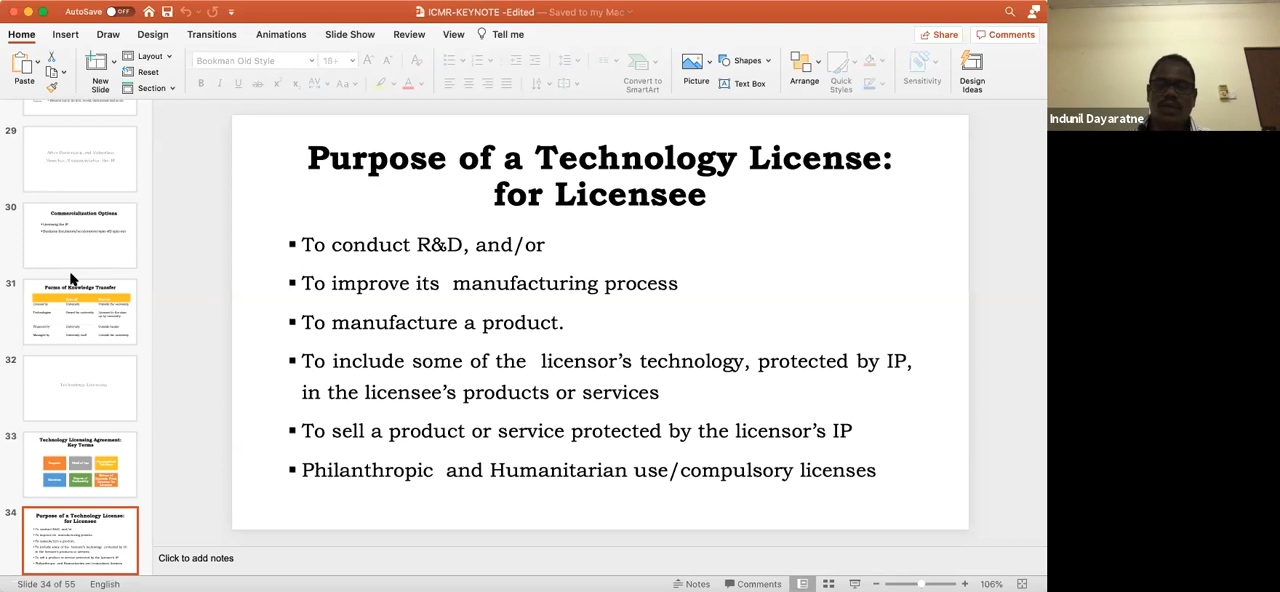 AutoSave OFF
ICMR-KEYNOTE -Edited — Saved to my Mac
Home Insert Draw Design Transitions Animations Slide Show Review View Tell me Share Comments
Paste New Slide Layout Reset Section Bookman Old Style 18+ Convert to SmartArt Picture Shapes Text Box Arrange Quick Styles Sensitivity Design Ideas
Indunil Dayaratne
29
30
Commercialization Options
31
Forms of Knowledge Transfer
32
Technology Licensing
33
Technology Licensing Agreement:
Key Terms
34
Purpose of a Technology License:
for Licensee
Purpose of a Technology License:
for Licensee
▪ To conduct R&D, and/or
▪ To improve its manufacturing process
▪ To manufacture a product.
▪ To include some of the licensor's technology, protected by IP,
in the licensee's products or services
▪ To sell a product or service protected by the licensor's IP
▪ Philanthropic and Humanitarian use/compulsory licenses
Click to add notes
Slide 34 of 55 English Notes Comments 106%